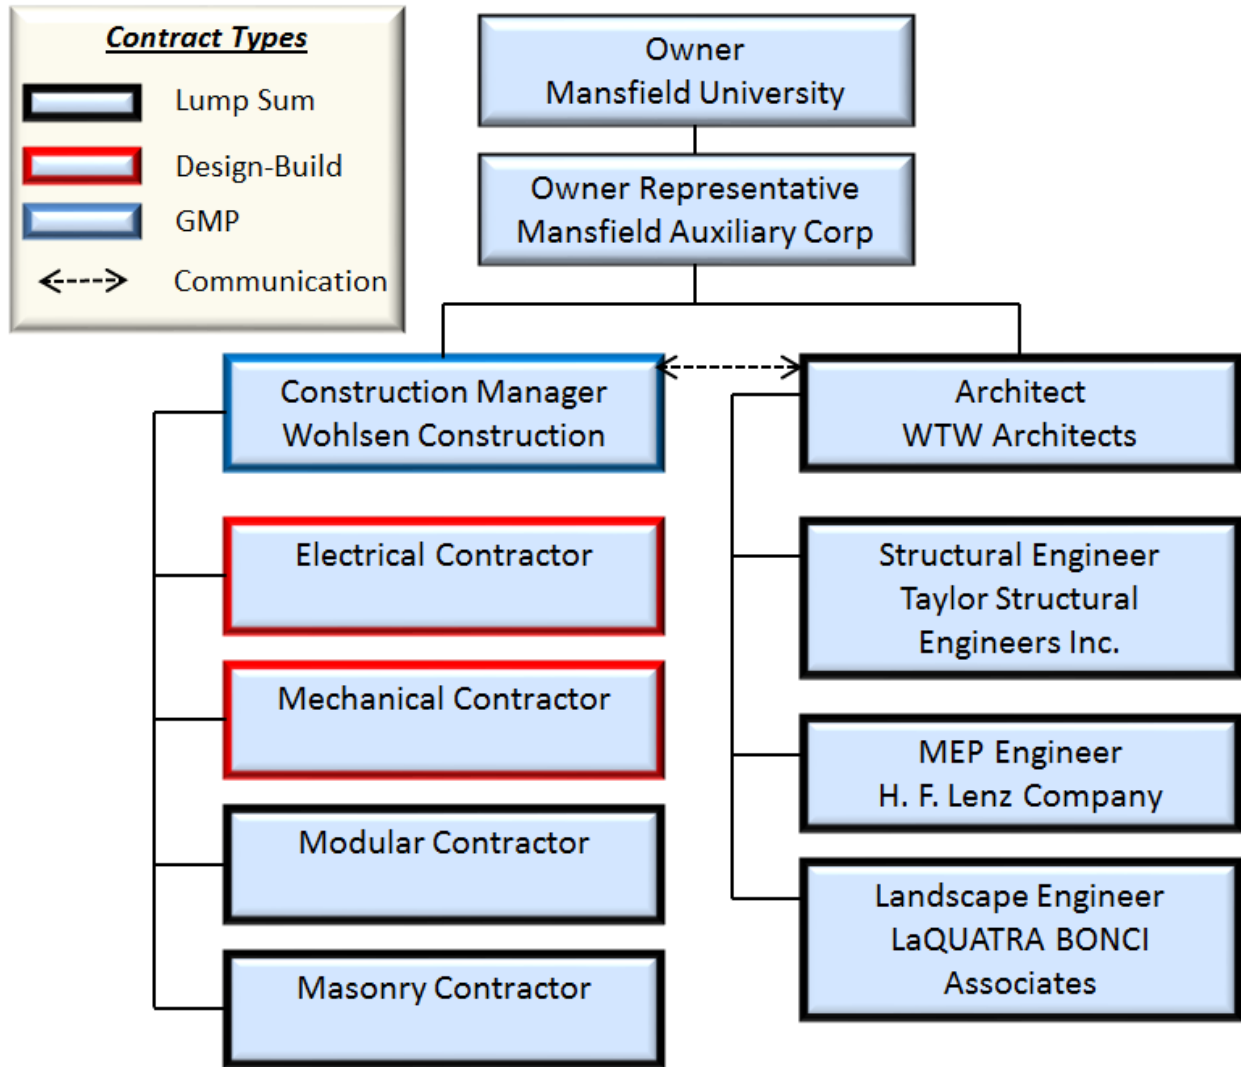 Contract Types
Lump Sum
Design-Build
GMP
Communication
Owner
Mansfield University
Owner Representative
Mansfield Auxiliary Corp
Construction Manager
Wohlsen Construction
Electrical Contractor
Mechanical Contractor
Modular Contractor
Masonry Contractor
Architect
WTW Architects
Structural Engineer
Taylor Structural
Engineers Inc.
MEP Engineer
H. F. Lenz Company
Landscape Engineer
LaQUATRA BONCI
Associates